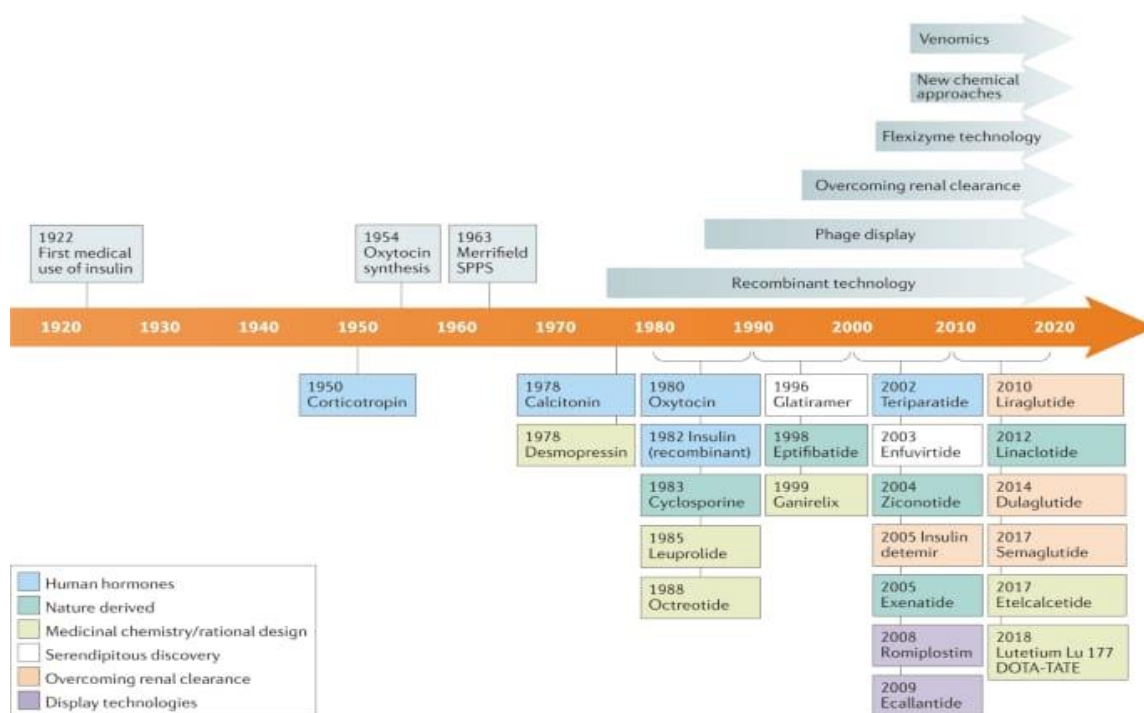 Venomics
New chemical
approaches
Flexizyme technology
Overcoming renal clearance
Phage display
Recombinant technology
1922
First medical
use of insulin
1954
Oxytocin
synthesis
1963
Merrifield
SPPS
1920 1930 1940 1950 1960 1970 1980 1990 2000 2010 2020
1950
Corticotropin
1978
Calcitonin
1978
Desmopressin
1980
Oxytocin
1982 Insulin
(recombinant)
1983
Cyclosporine
1985
Leuprolide
1988
Octreotide
1996
Glatiramer
1998
Eptifibatide
1999
Ganirelix
2002
Teriparatide
2003
Enfuvirtide
2004
Ziconotide
2005 Insulin
detemir
2005
Exenatide
2008
Romiplostim
2009
Ecallantide
2010
Liraglutide
2012
Linaclotide
2014
Dulaglutide
2017
Semaglutide
2017
Etelcalcetide
2018
Lutetium Lu 177
DOTA-TATE
Human hormones
Nature derived
Medicinal chemistry/rational design
Serendipitous discovery
Overcoming renal clearance
Display technologies